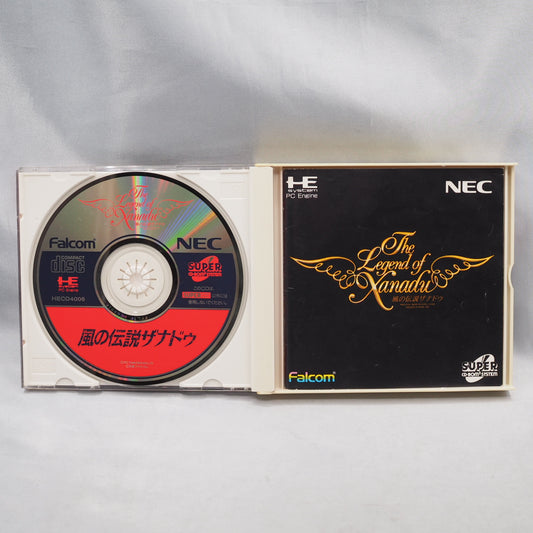 The
Legend of
Xanadu
Falcom
NEC
COMPACT
disc
SUPER
HE
PC Engine
HECD4006
風の伝説ザナドゥ
HE
system
PC Engine
NEC
The
Legend of
Xanadu
風の伝説ザナドゥ
Falcom
SUPER
CD-ROM² SYSTEM